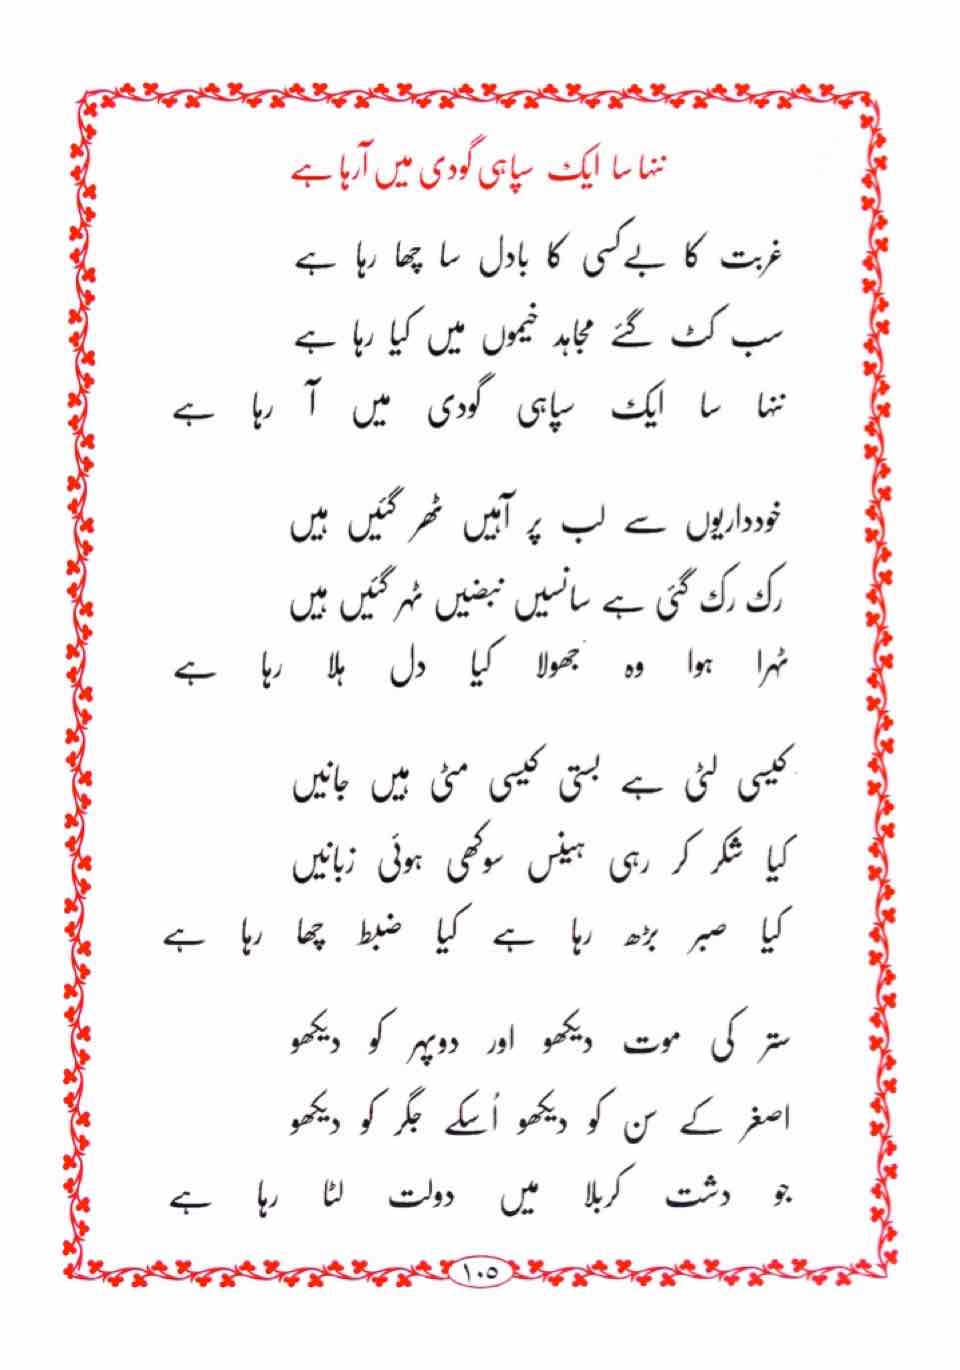 ننھا سا ایک سپاہی گودی میں آرہا ہے
غربت کا بے کسی کا بادل سا چھا رہا ہے
سب کٹ گئے مجاہد خیموں میں کیا رہا ہے
ننھا سا ایک سپاہی گودی میں آ رہا ہے
خودداریوں سے لب پر آہیں ٹھر گئیں ہیں
رک رک گئی ہے سانسیں نبضیں ٹہر گئیں ہیں
ٹہرا ہوا وہ جھولا کیا دل ہلا رہا ہے
کیسی لٹی ہے بستی کیسی مٹی ہیں جانیں
کیا شکر کر رہی ہینس سوکھی ہوئی زبانیں
کیا صبر بڑھ رہا ہے کیا ضبط چھا رہا ہے
ستر کی موت دیکھو اور دوپہر کو دیکھو
اصغر کے سن کو دیکھو اُسکے جگر کو دیکھو
جو دشت کربلا میں دولت لٹا رہا ہے
۱۰۵